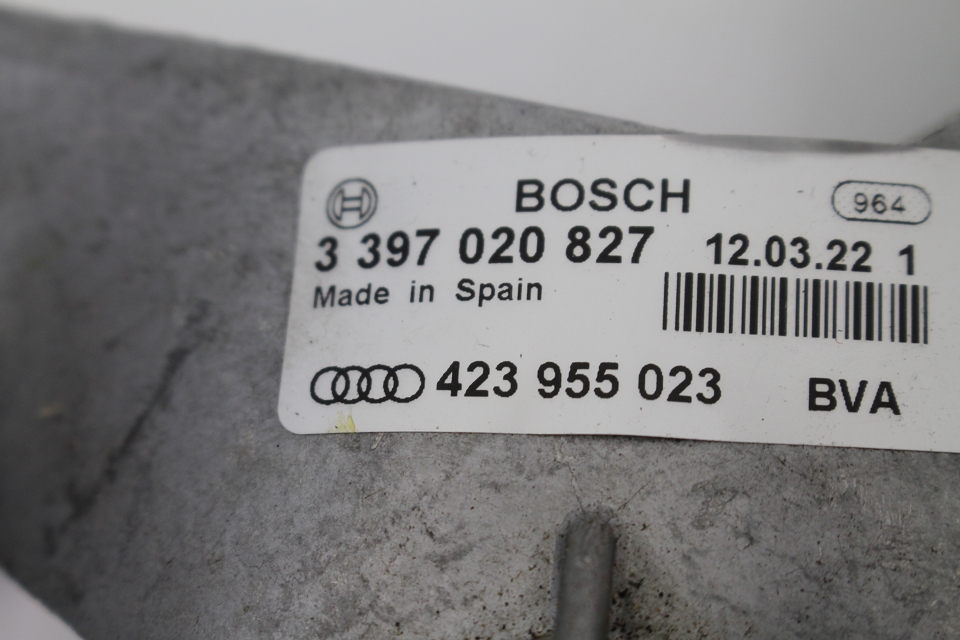 BOSCH 964
3 397 020 827 12.03.22 1
Made in Spain
423 955 023 BVA